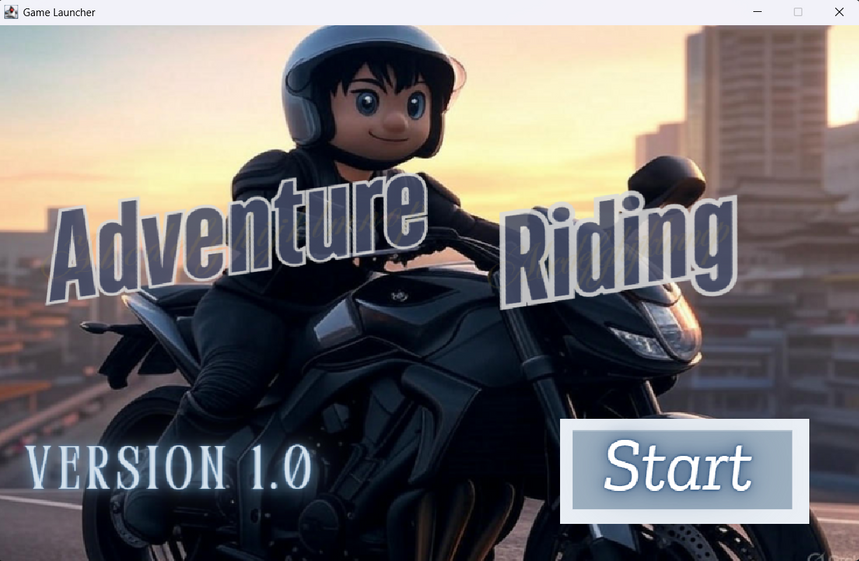 Game Launcher
Adventure Riding
VERSION 1.0
Start